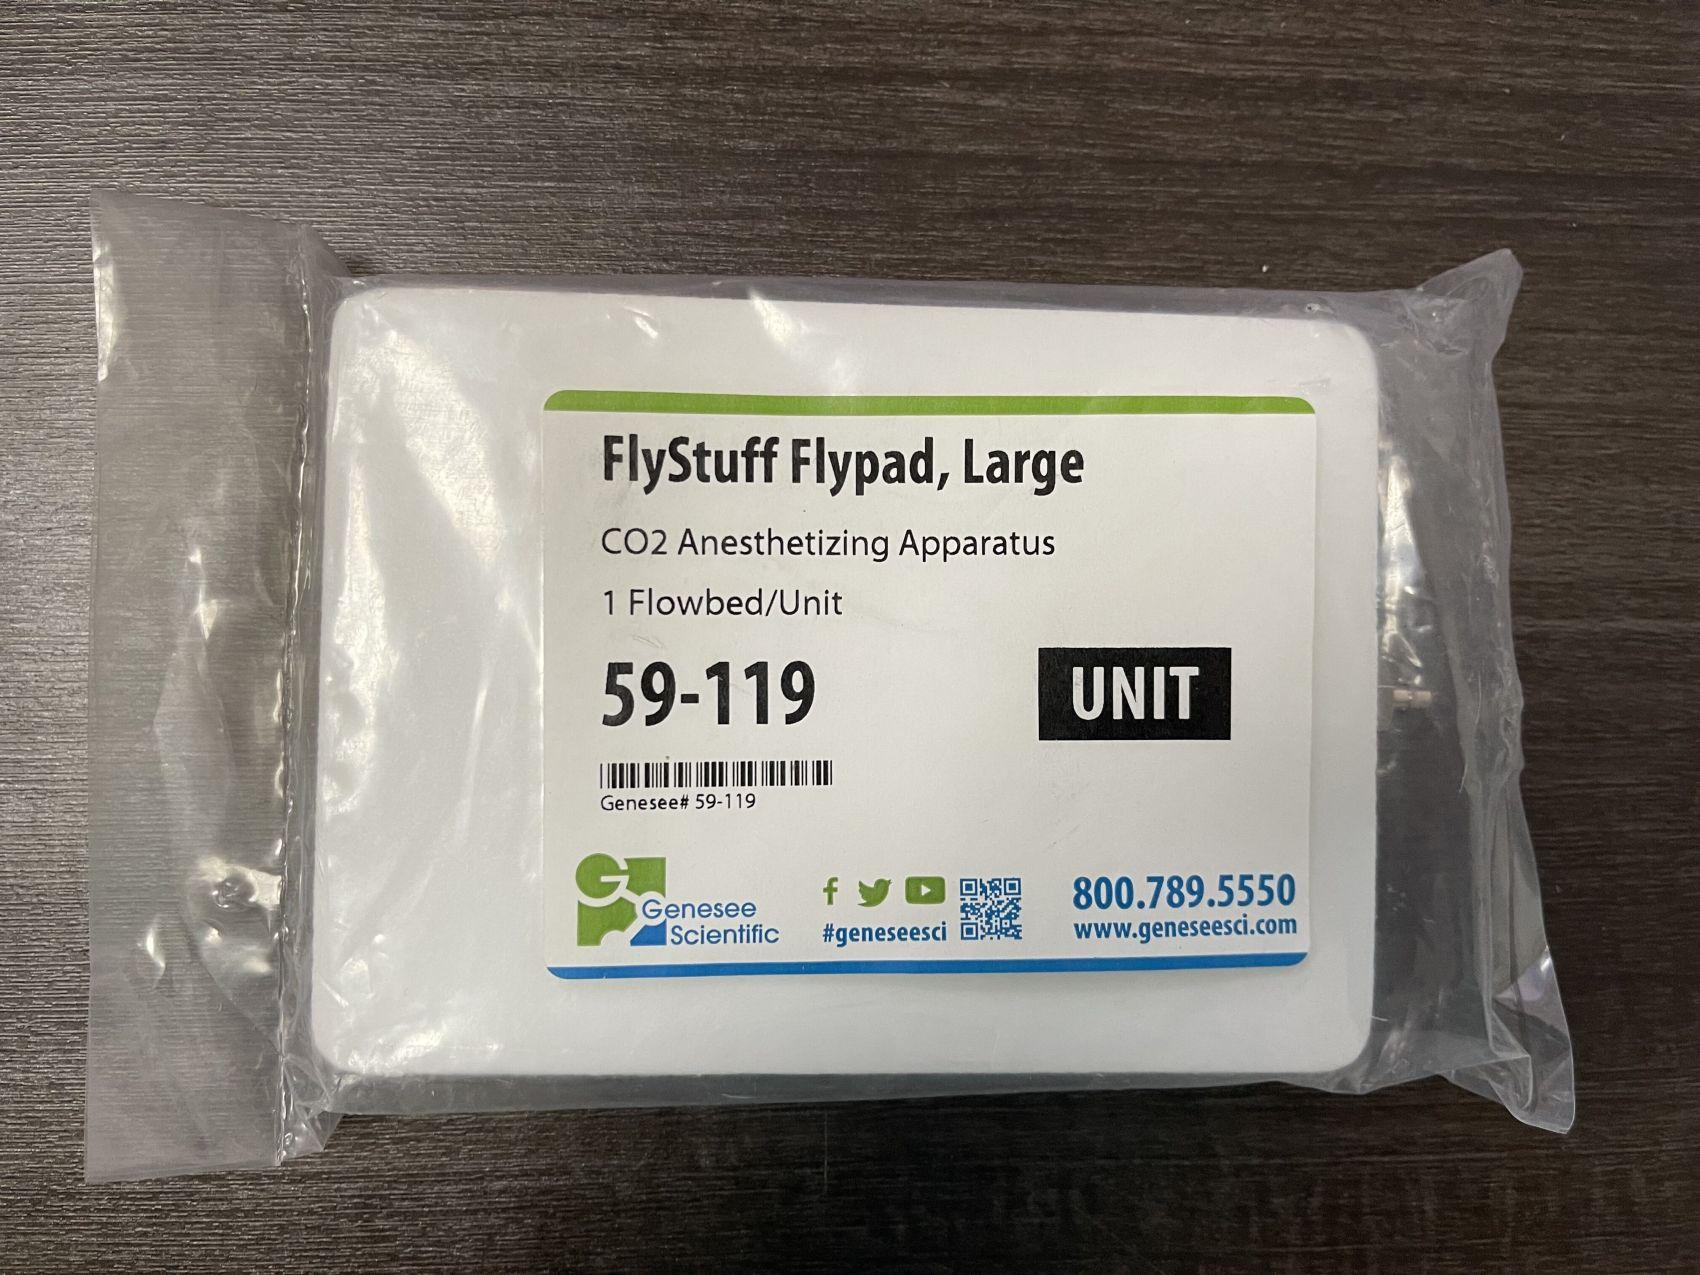 FlyStuff Flypad, Large
CO2 Anesthetizing Apparatus
1 Flowbed/Unit
59-119
UNIT
Genesee# 59-119
Genesee
Scientific
#geneseesci
800.789.5550
www.geneseesci.com